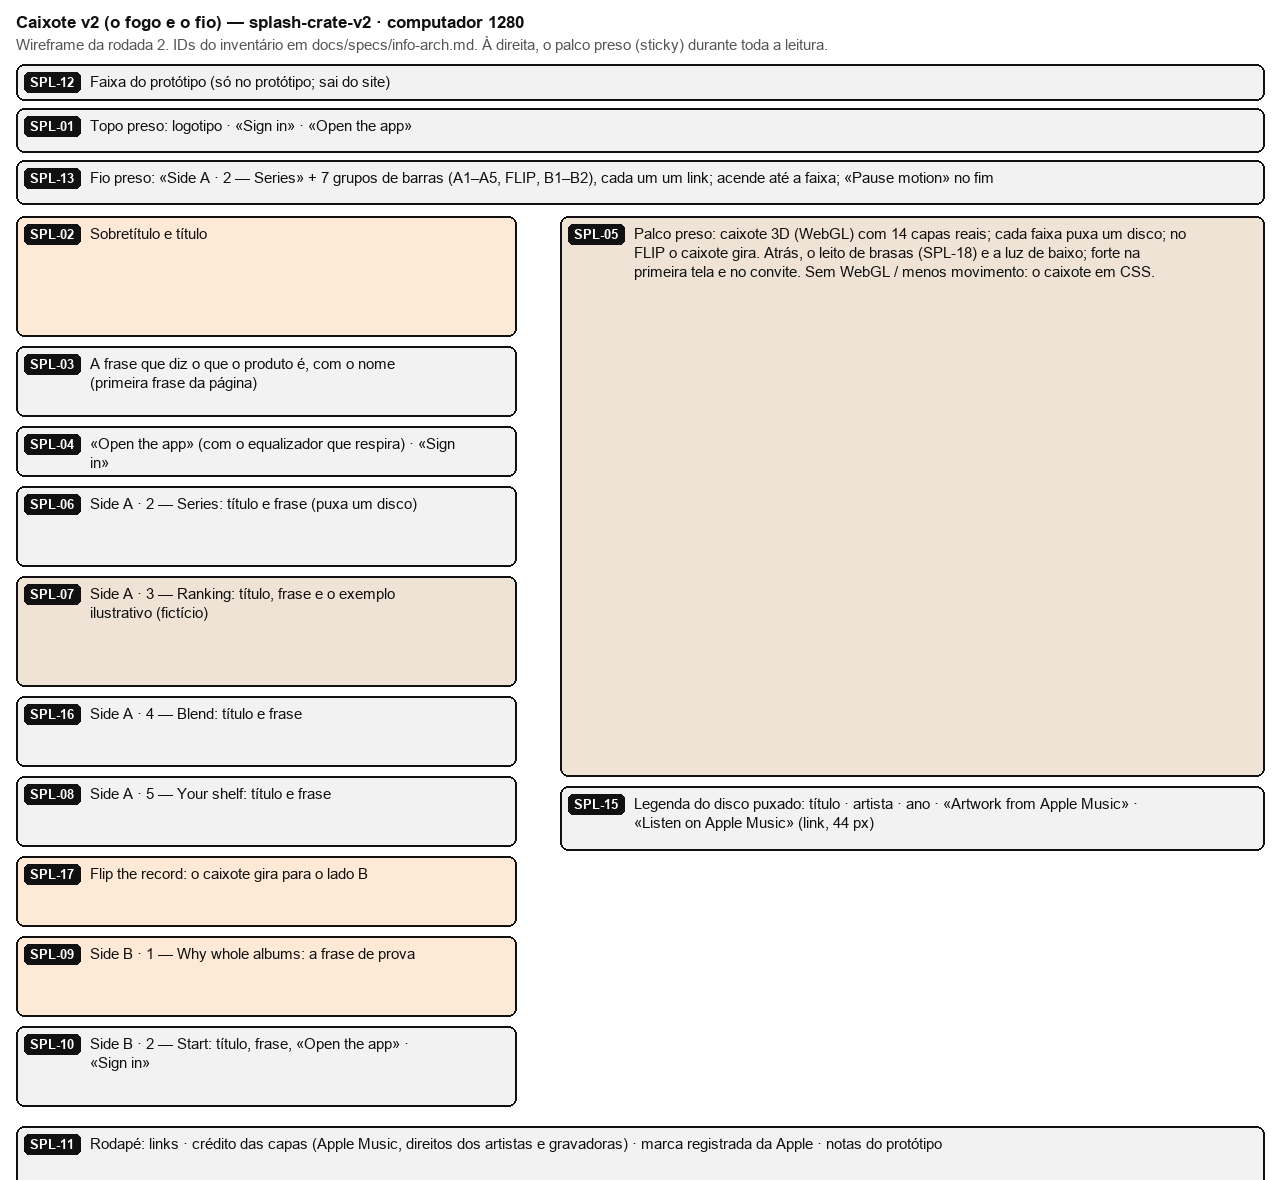 Caixote v2 (o fogo e o fio) — splash-crate-v2 · computador 1280
Wireframe da rodada 2. IDs do inventário em docs/specs/info-arch.md. À direita, o palco preso (sticky) durante toda a leitura.
SPL-12 Faixa do protótipo (só no protótipo; sai do site)
SPL-01 Topo preso: logotipo · «Sign in» · «Open the app»
SPL-13 Fio preso: «Side A · 2 — Series» + 7 grupos de barras (A1–A5, FLIP, B1–B2), cada um um link; acende até a faixa; «Pause motion» no fim
SPL-02 Sobretítulo e título
SPL-03 A frase que diz o que o produto é, com o nome
(primeira frase da página)
SPL-04 «Open the app» (com o equalizador que respira) · «Sign
in»
SPL-06 Side A · 2 — Series: título e frase (puxa um disco)
SPL-07 Side A · 3 — Ranking: título, frase e o exemplo
ilustrativo (fictício)
SPL-16 Side A · 4 — Blend: título e frase
SPL-08 Side A · 5 — Your shelf: título e frase
SPL-17 Flip the record: o caixote gira para o lado B
SPL-09 Side B · 1 — Why whole albums: a frase de prova
SPL-10 Side B · 2 — Start: título, frase, «Open the app» ·
«Sign in»
SPL-05 Palco preso: caixote 3D (WebGL) com 14 capas reais; cada faixa puxa um disco; no
FLIP o caixote gira. Atrás, o leito de brasas (SPL-18) e a luz de baixo; forte na
primeira tela e no convite. Sem WebGL / menos movimento: o caixote em CSS.
SPL-15 Legenda do disco puxado: título · artista · ano · «Artwork from Apple Music» ·
«Listen on Apple Music» (link, 44 px)
SPL-11 Rodapé: links · crédito das capas (Apple Music, direitos dos artistas e gravadoras) · marca registrada da Apple · notas do protótipo